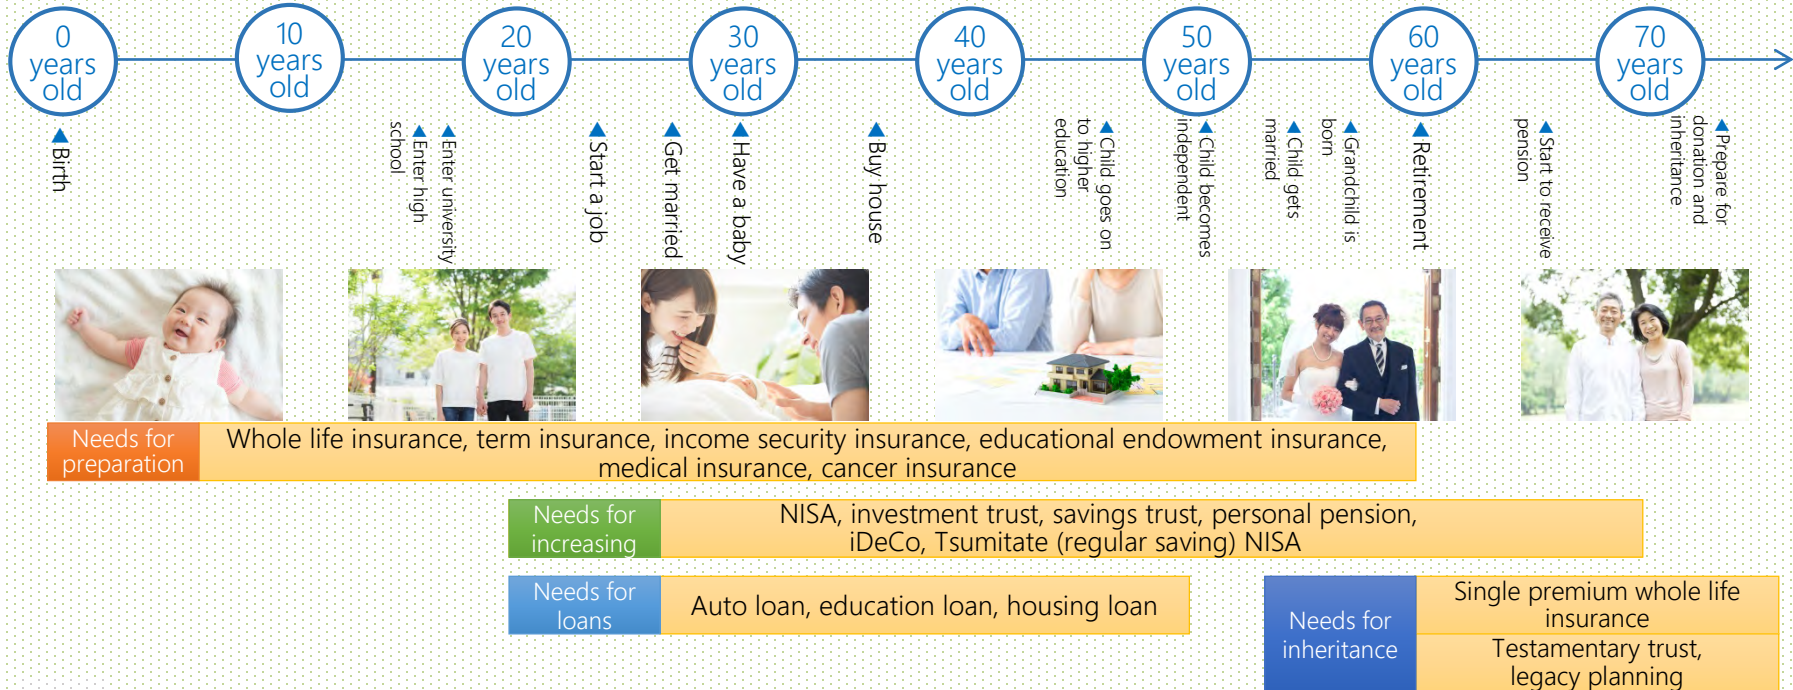 0
years
old
10
years
old
20
years
old
30
years
old
40
years
old
50
years
old
60
years
old
70
years
old
▲Birth
▲Enter high
school
▲Enter university
▲Start a job
▲Get married
▲Have a baby
▲Buy house
▲Child goes on
to higher
education
▲Child becomes
independent
▲Child gets
married
▲Grandchild is
born
▲Retirement
▲Start to receive
pension
▲Prepare for
donation and
inheritance
Needs for
preparation
Whole life insurance, term insurance, income security insurance, educational endowment insurance,
medical insurance, cancer insurance
Needs for
increasing
NISA, investment trust, savings trust, personal pension,
iDeCo, Tsumitate (regular saving) NISA
Needs for
loans
Auto loan, education loan, housing loan
Needs for
inheritance
Single premium whole life
insurance
Testamentary trust,
legacy planning